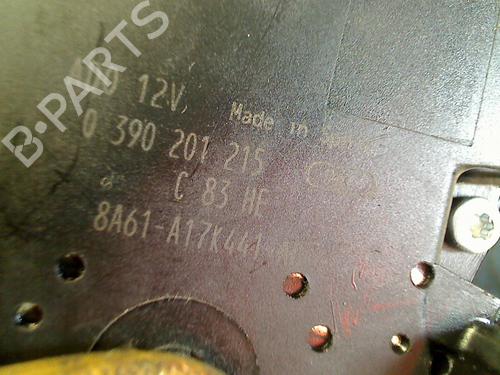 B-PARTS
12V
Made in
0 390 201 215
C 83 HE
8A61-A17K441-